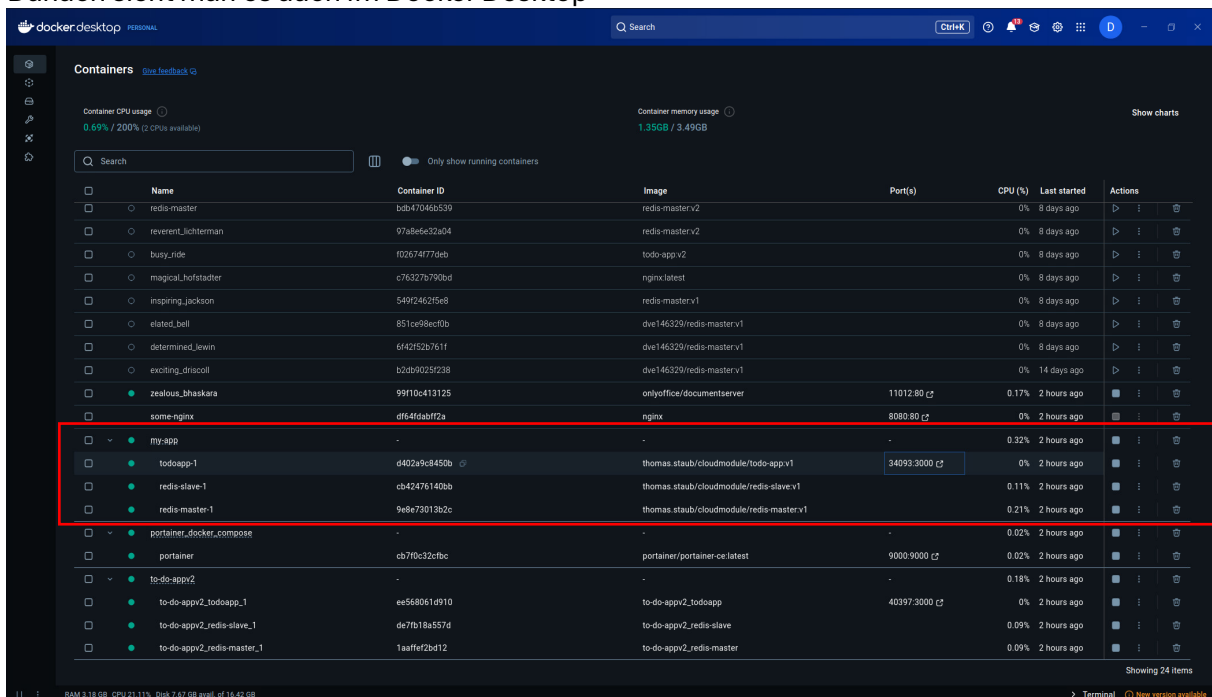 docker.desktop PERSONAL Search Ctrl+K 13 D
Containers Give feedback
Container CPU usage Container memory usage Show charts
0.69% / 200% (2 CPUs available) 1.35GB / 3.49GB
Search Only show running containers
Name Container ID Image Port(s) CPU (%) Last started Actions
redis-master bdb47046b539 redis-master:v2 0% 8 days ago
reverent_lichterman 97a8e6e32a04 redis-master:v2 0% 8 days ago
busy_ride f02674f77deb todo-app:v2 0% 8 days ago
magical_hofstadter c76327b790bd nginx:latest 0% 8 days ago
inspiring_jackson 549f2462f5e8 redis-master:v1 0% 8 days ago
elated_bell 851ce98ecf0b dve146329/redis-master:v1 0% 8 days ago
determined_lewin 6f42f52b761f dve146329/redis-master:v1 0% 8 days ago
exciting_driscoll b2db9025f238 dve146329/redis-master:v1 0% 14 days ago
zealous_bhaskara 99f10c413125 onlyoffice/documentserver 11012:80 0.17% 2 hours ago
some-nginx df64fdabff2a nginx 8080:80 0% 2 hours ago
my-app - - - 0.32% 2 hours ago
todoapp-1 d402a9c8450b thomas.staub/cloudmodule/todo-app:v1 34093:3000 0% 2 hours ago
redis-slave-1 cb42476140bb thomas.staub/cloudmodule/redis-slave:v1 0.11% 2 hours ago
redis-master-1 9e8e73013b2c thomas.staub/cloudmodule/redis-master:v1 0.21% 2 hours ago
portainer_docker_compose - - - 0.02% 2 hours ago
portainer cb7f0c32cfbc portainer/portainer-ce:latest 9000:9000 0.02% 2 hours ago
to-do-appv2 - - - 0.18% 2 hours ago
to-do-appv2_todoapp_1 ee568061d910 to-do-appv2_todoapp 40397:3000 0% 2 hours ago
to-do-appv2_redis-slave_1 de7fb18a557d to-do-appv2_redis-slave 0.09% 2 hours ago
to-do-appv2_redis-master_1 1aaffef2bd12 to-do-appv2_redis-master 0.09% 2 hours ago
Showing 24 items
RAM 3.18 GB CPU 21.11% Disk 7.67 GB avail. of 16.42 GB Terminal New version available